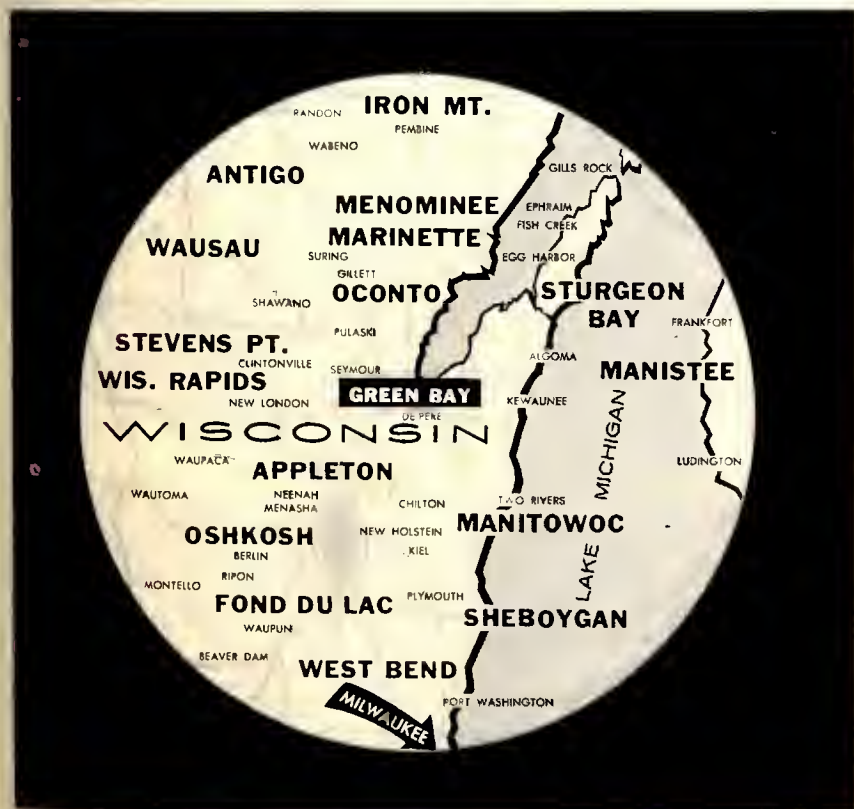 IRON MT.
RANDON
PEMBINE
WABENO
GILLS ROCK
ANTIGO
MENOMINEE
EPHRAIM
FISH CREEK
MARINETTE
WAUSAU
SURING
EGG HARBOR
GILLETT
OCONTO
STURGEON
BAY
SHAWANO
FRANKFORT
PULASKI
STEVENS PT.
CLINTONVILLE
SEYMOUR
ALGOMA
MANISTEE
WIS. RAPIDS
GREEN BAY
NEW LONDON
KEWAUNEE
DE PERE
WISCONSIN
LAKE MICHIGAN
WAUPACA
APPLETON
LUDINGTON
WAUTOMA
NEENAH
MENASHA
CHILTON
TWO RIVERS
OSHKOSH
NEW HOLSTEIN
MANITOWOC
BERLIN
KIEL
RIPON
MONTELLO
FOND DU LAC
PLYMOUTH
SHEBOYGAN
WAUPUN
BEAVER DAM
WEST BEND
MILWAUKEE
PORT WASHINGTON